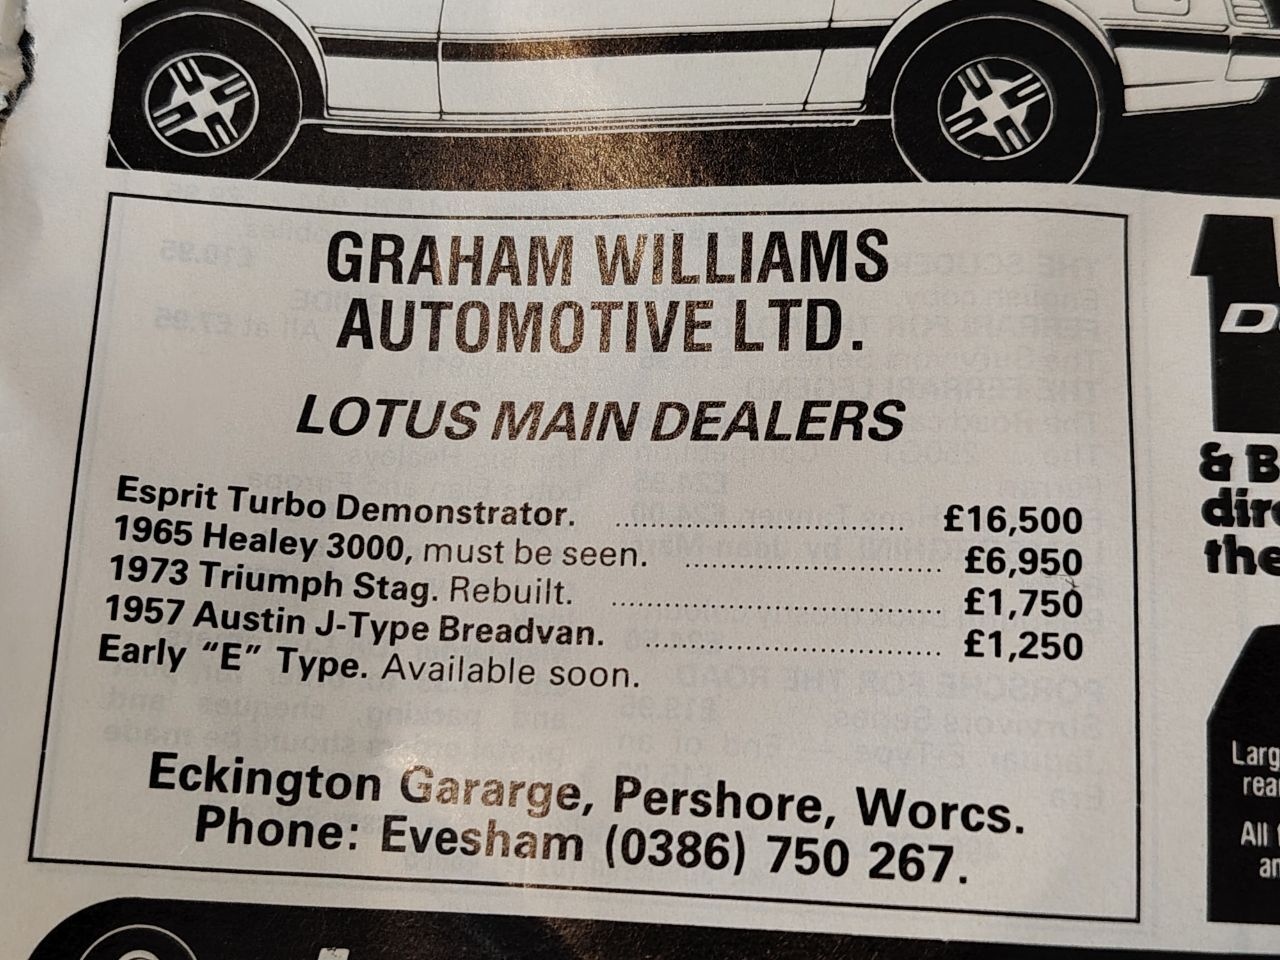 GRAHAM WILLIAMS
AUTOMOTIVE LTD.
LOTUS MAIN DEALERS
Esprit Turbo Demonstrator. ........................................ £16,500
1965 Healey 3000, must be seen. ................................ £6,950
1973 Triumph Stag. Rebuilt. ......................................... £1,750
1957 Austin J-Type Breadvan. ..................................... £1,250
Early "E" Type. Available soon.
Eckington Gararge, Pershore, Worcs.
Phone: Evesham (0386) 750 267.
& B
the
All